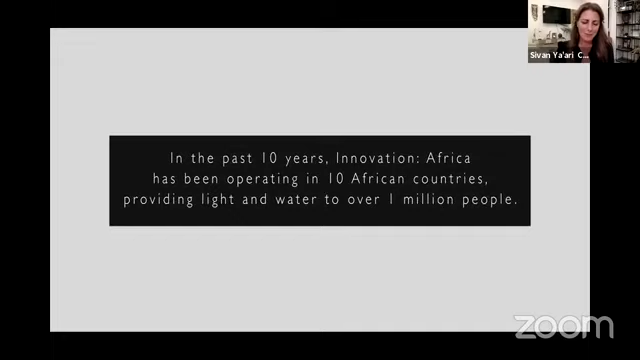 Sivan Ya'ari C...
In the past 10 years, Innovation: Africa
has been operating in 10 African countries,
providing light and water to over 1 million people.
zoom